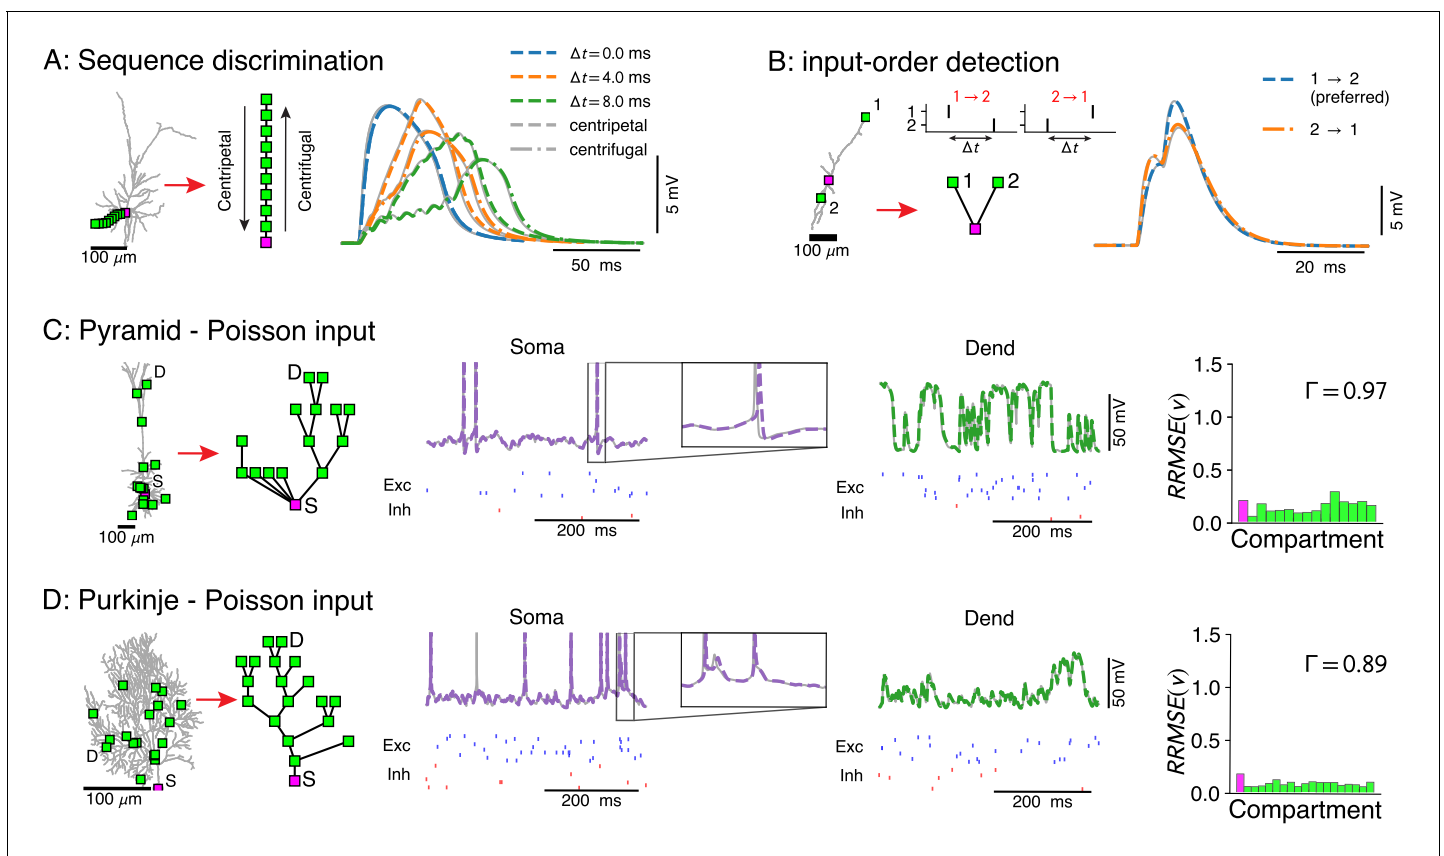 A: Sequence discrimination
Δt = 0.0 ms
Δt = 4.0 ms
Δt = 8.0 ms
centripetal
centrifugal
Centripetal
Centrifugal
100 μm
5 mV
50 ms
B: input-order detection
1
2
1 → 2
2 → 1
1
2
Δt
Δt
1
2
100 μm
1 → 2
(preferred)
2 → 1
5 mV
20 ms
C: Pyramid - Poisson input
D
S
100 μm
D
S
Soma
Exc
Inh
200 ms
Dend
50 mV
Exc
Inh
200 ms
1.5
1.0
0.5
0.0
RRMSE(v)
Γ = 0.97
Compartment
D: Purkinje - Poisson input
D
S
100 μm
D
S
Soma
Exc
Inh
200 ms
Dend
50 mV
Exc
Inh
200 ms
1.5
1.0
0.5
0.0
RRMSE(v)
Γ = 0.89
Compartment